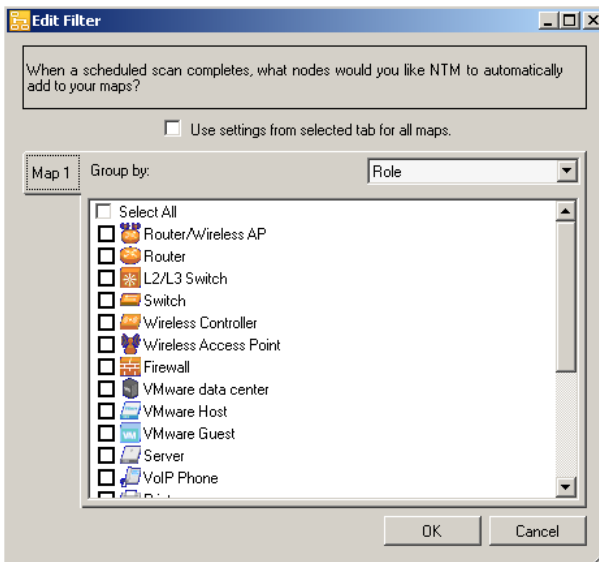 Edit Filter
When a scheduled scan completes, what nodes would you like NTM to automatically
add to your maps?
Use settings from selected tab for all maps.
Map 1
Group by:
Role
Select All
Router/Wireless AP
Router
L2/L3 Switch
Switch
Wireless Controller
Wireless Access Point
Firewall
VMware data center
VMware Host
VMware Guest
Server
VoIP Phone
OK
Cancel